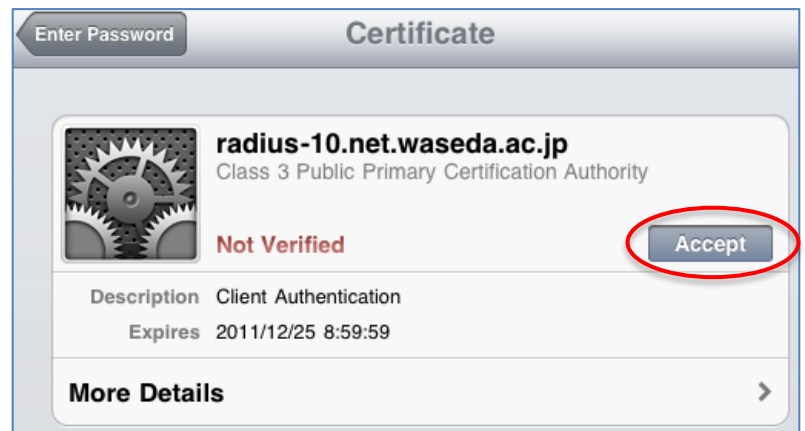 Enter Password
Certificate
radius-10.net.waseda.ac.jp
Class 3 Public Primary Certification Authority
Not Verified
Accept
Description Client Authentication
Expires 2011/12/25 8:59:59
More Details